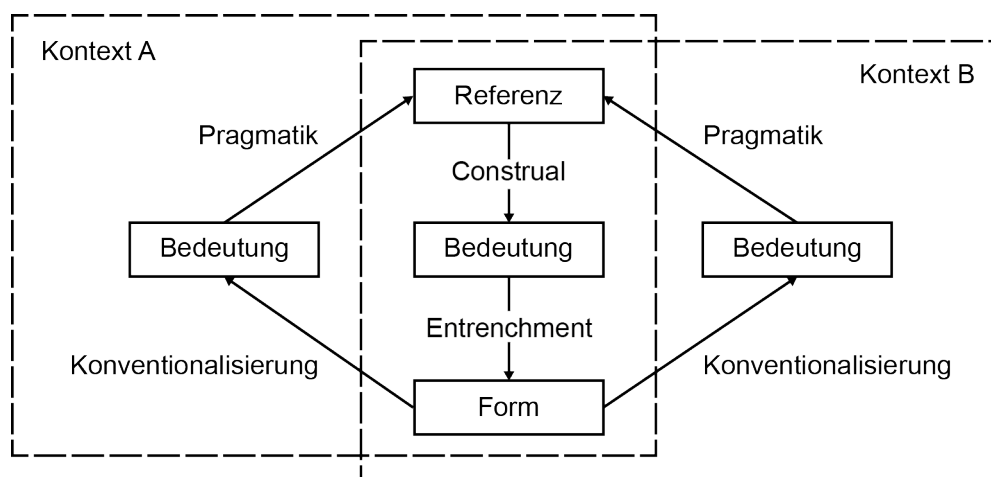 Kontext A
Kontext B
Referenz
Pragmatik
Pragmatik
Construal
Bedeutung
Bedeutung
Bedeutung
Entrenchment
Konventionalisierung
Konventionalisierung
Form